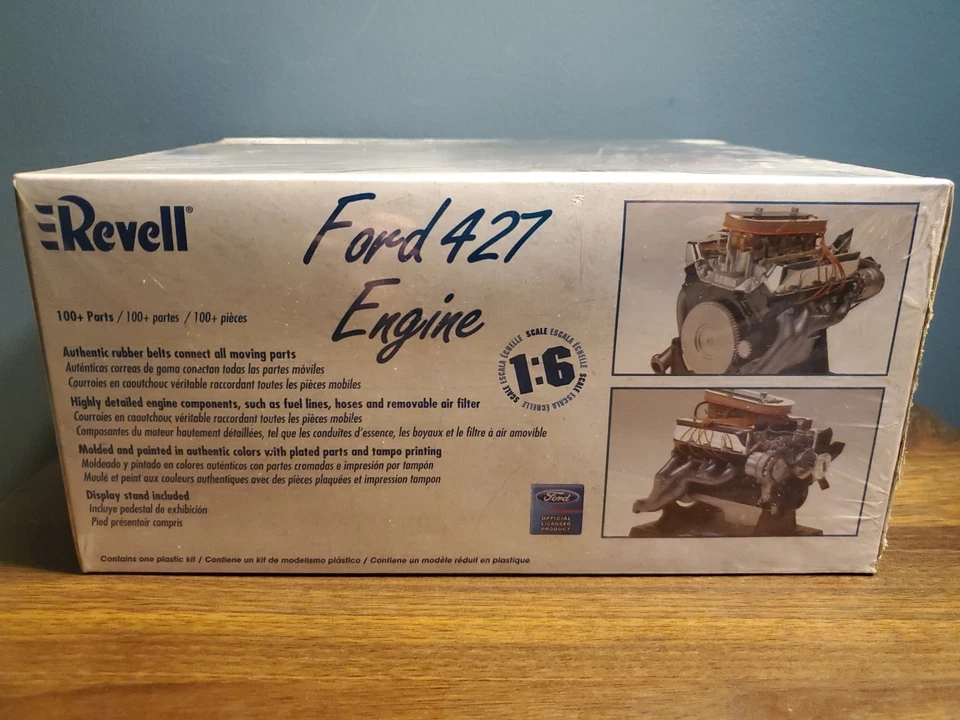 Revell®
Ford 427
Engine
100+ Parts / 100+ partes / 100+ pièces
SCALE ESCALA ÉCHELLE SCALE ESCALA ÉCHELLE
1:6
Authentic rubber belts connect all moving parts
Auténticas correas de goma conectan todas las partes móviles
Courroies en caoutchouc véritable raccordant toutes les pièces mobiles
Highly detailed engine components, such as fuel lines, hoses and removable air filter
Courroies en caoutchouc véritable raccordant toutes les pièces mobiles
Composantes du moteur hautement détaillées, tel que les conduites d'essence, les boyaux et le filtre à air amovible
Molded and painted in authentic colors with plated parts and tampo printing
Moldeado y pintado en colores auténticos con partes cromadas e impresión por tampón
Moulé et peint aux couleurs authentiques avec des pièces plaquées et impression tampon
Display stand included
Incluye pedestal de exhibición
Pied présentoir compris
Ford
OFFICIAL
LICENSED
PRODUCT
Contains one plastic kit / Contiene un kit de modelismo plástico / Contient un modèle réduit en plastique